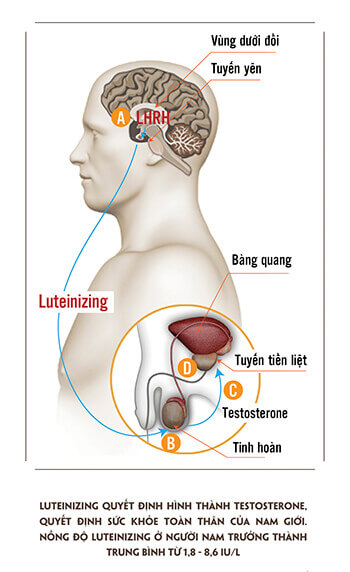 Vùng dưới đồi
Tuyến yên
A
LHRH
Luteinizing
Bàng quang
Tuyến tiền liệt
D
C
Testosterone
B
Tinh hoàn
LUTEINIZING QUYẾT ĐỊNH HÌNH THÀNH TESTOSTERONE,
QUYẾT ĐỊNH SỨC KHỎE TOÀN THÂN CỦA NAM GIỚI.
NỒNG ĐỘ LUTEINIZING Ở NGƯỜI NAM TRƯỞNG THÀNH
TRUNG BÌNH TỪ 1,8 - 8,6 IU/L